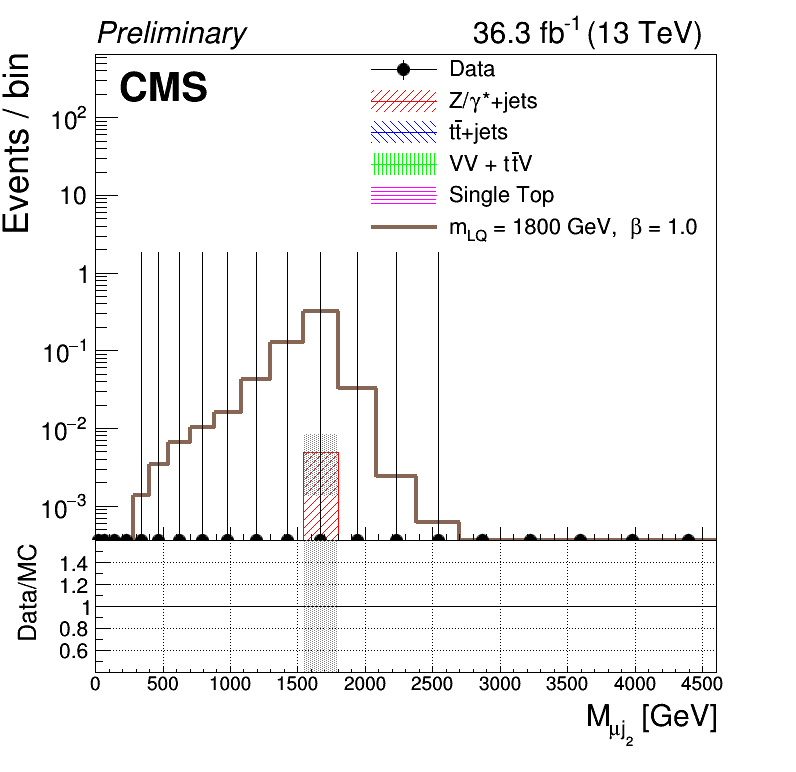 Preliminary 36.3 fb⁻¹ (13 TeV)
CMS
Data
Z/γ*+jets
tt̄+jets
VV + tt̄V
Single Top
m_LQ = 1800 GeV, β = 1.0
Events / bin
10²
10
1
10⁻¹
10⁻²
10⁻³
Data/MC
1.4
1.2
1
0.8
0.6
0 500 1000 1500 2000 2500 3000 3500 4000 4500
M_μj₂ [GeV]